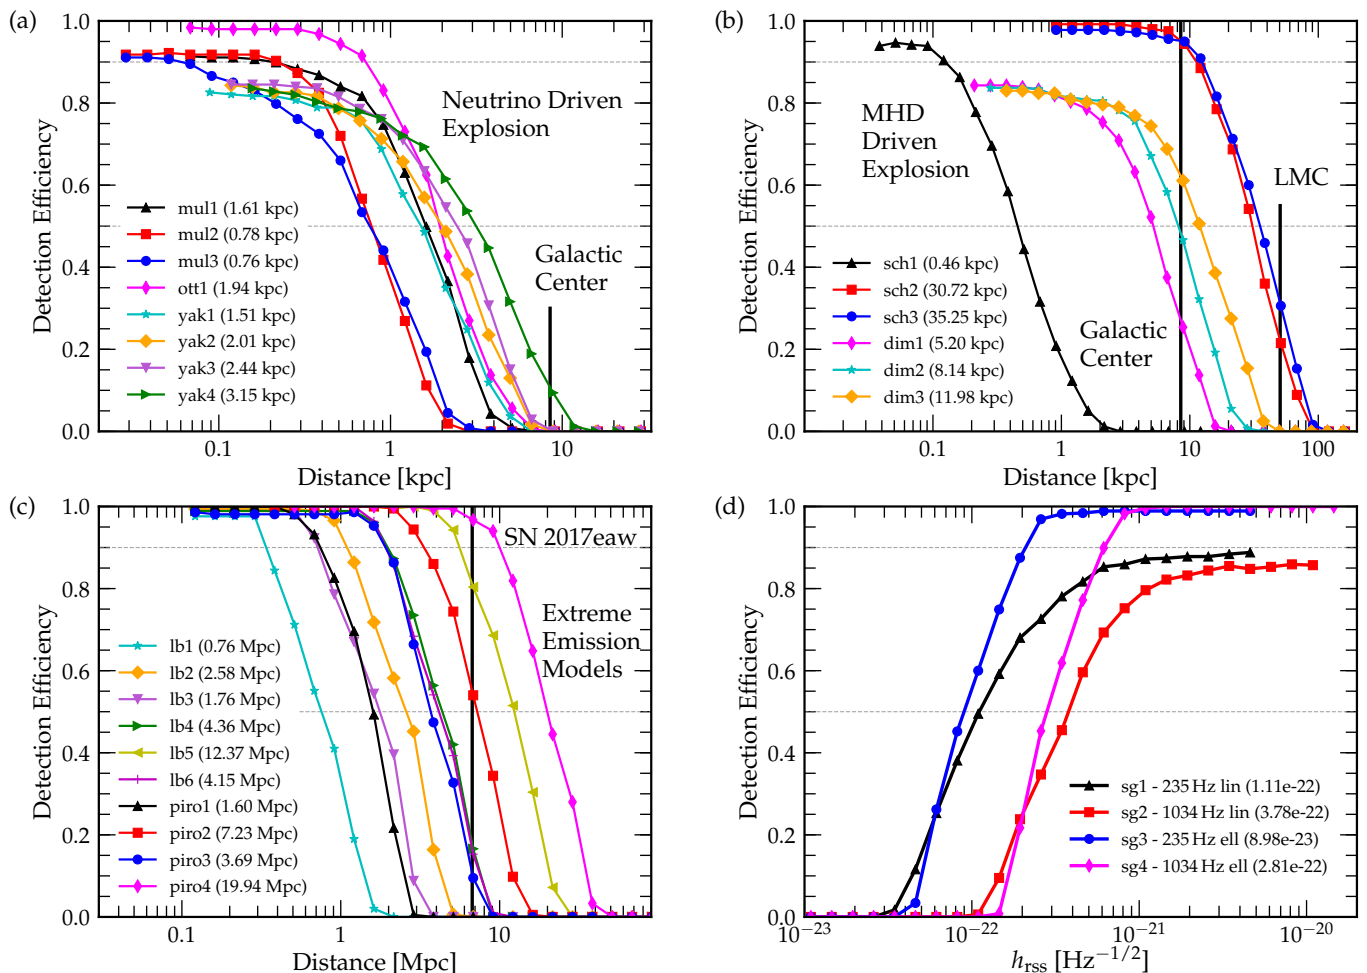 (a)
1.0
0.8
0.6
0.4
0.2
0.0
Detection Efficiency
Neutrino Driven
Explosion
mul1 (1.61 kpc)
mul2 (0.78 kpc)
mul3 (0.76 kpc)
ott1 (1.94 kpc)
yak1 (1.51 kpc)
yak2 (2.01 kpc)
yak3 (2.44 kpc)
yak4 (3.15 kpc)
Galactic
Center
0.1 1 10
Distance [kpc]
(b)
1.0
0.8
0.6
0.4
0.2
0.0
Detection Efficiency
MHD
Driven
Explosion
LMC
sch1 (0.46 kpc)
sch2 (30.72 kpc)
sch3 (35.25 kpc)
dim1 (5.20 kpc)
dim2 (8.14 kpc)
dim3 (11.98 kpc)
Galactic
Center
0.1 1 10 100
Distance [kpc]
(c)
1.0
0.8
0.6
0.4
0.2
0.0
Detection Efficiency
SN 2017eaw
Extreme
Emission
Models
lb1 (0.76 Mpc)
lb2 (2.58 Mpc)
lb3 (1.76 Mpc)
lb4 (4.36 Mpc)
lb5 (12.37 Mpc)
lb6 (4.15 Mpc)
piro1 (1.60 Mpc)
piro2 (7.23 Mpc)
piro3 (3.69 Mpc)
piro4 (19.94 Mpc)
0.1 1 10
Distance [Mpc]
(d)
1.0
0.8
0.6
0.4
0.2
0.0
Detection Efficiency
sg1 - 235 Hz lin (1.11e-22)
sg2 - 1034 Hz lin (3.78e-22)
sg3 - 235 Hz ell (8.98e-23)
sg4 - 1034 Hz ell (2.81e-22)
10⁻²³ 10⁻²² 10⁻²¹ 10⁻²⁰
h_rss [Hz⁻¹/²]